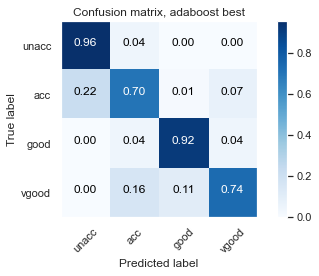 Confusion matrix, adaboost best
unacc 0.96 0.04 0.00 0.00
acc 0.22 0.70 0.01 0.07
good 0.00 0.04 0.92 0.04
vgood 0.00 0.16 0.11 0.74
unacc acc good vgood
Predicted label
True label
0.8
0.6
0.4
0.2
0.0